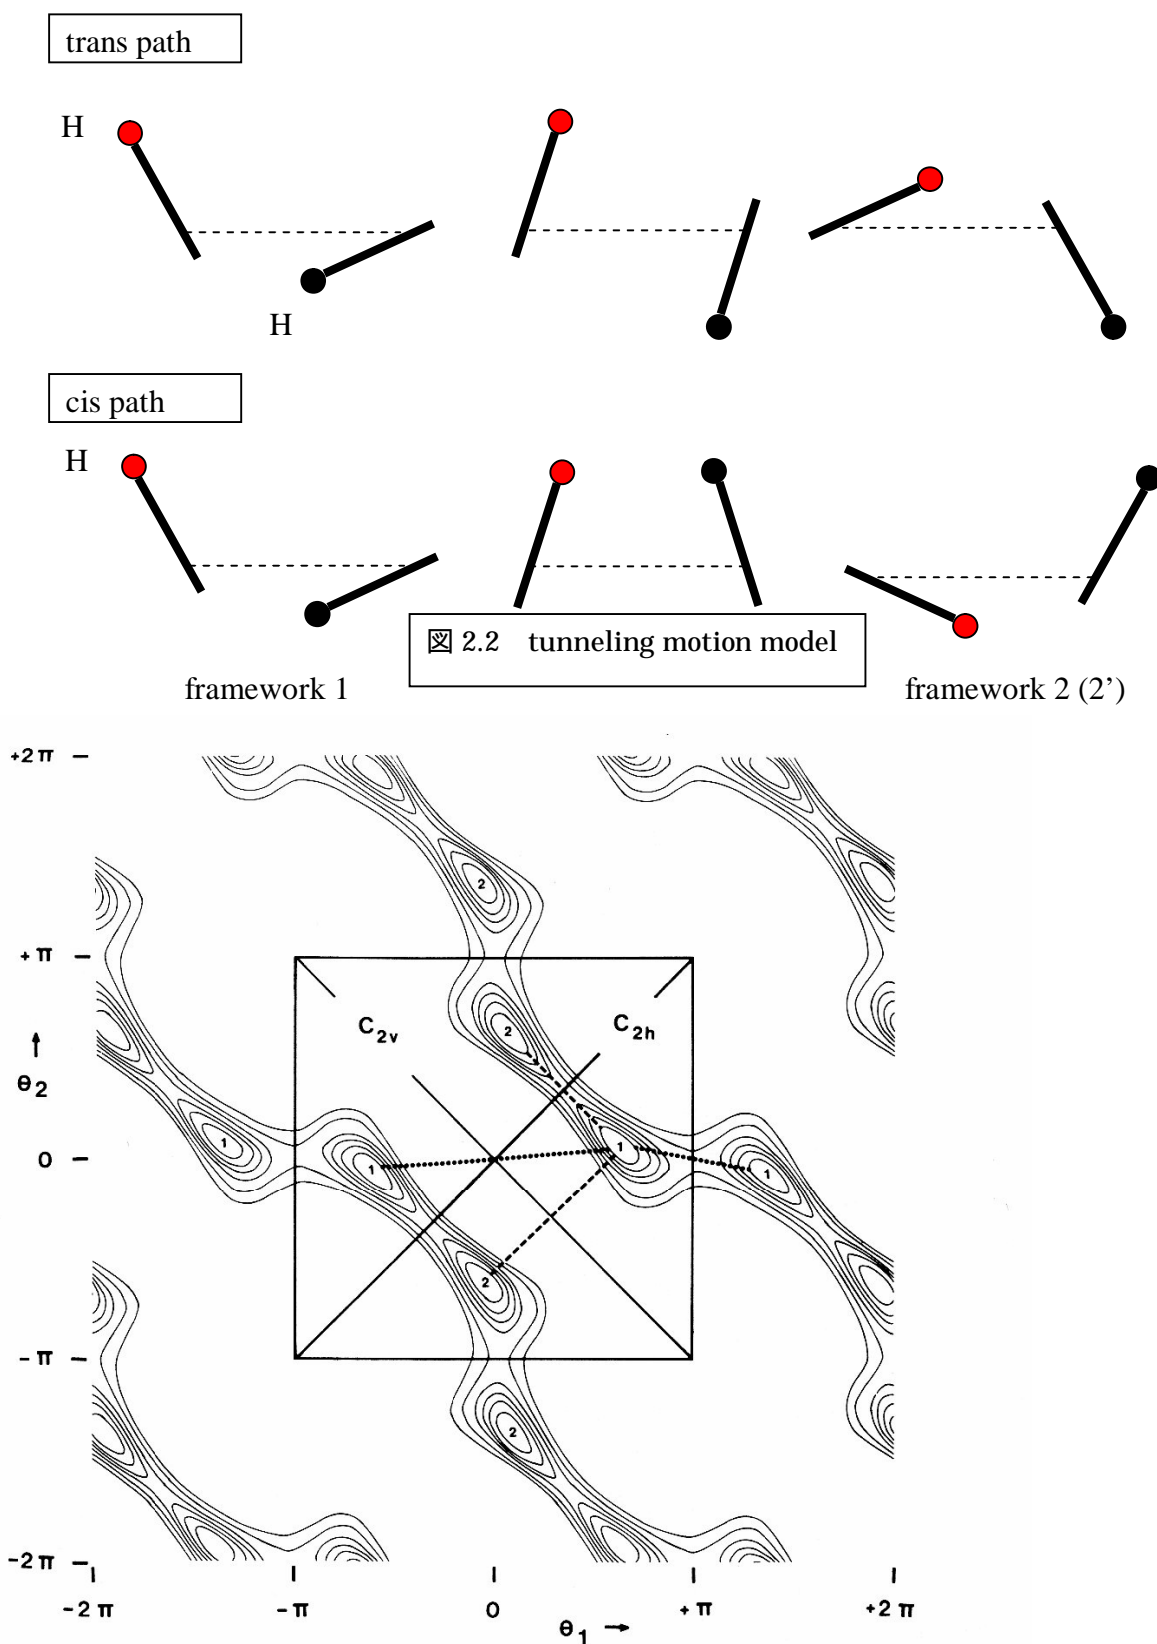 trans path
H
H
cis path
H
図 2.2 tunneling motion model
framework 1
framework 2 (2’)
+2π
2
+π
C2v
C2h
2
θ2
1
1
1
1
0
2
-π
2
-2π
-2π
-π
0
+π
+2π
θ1